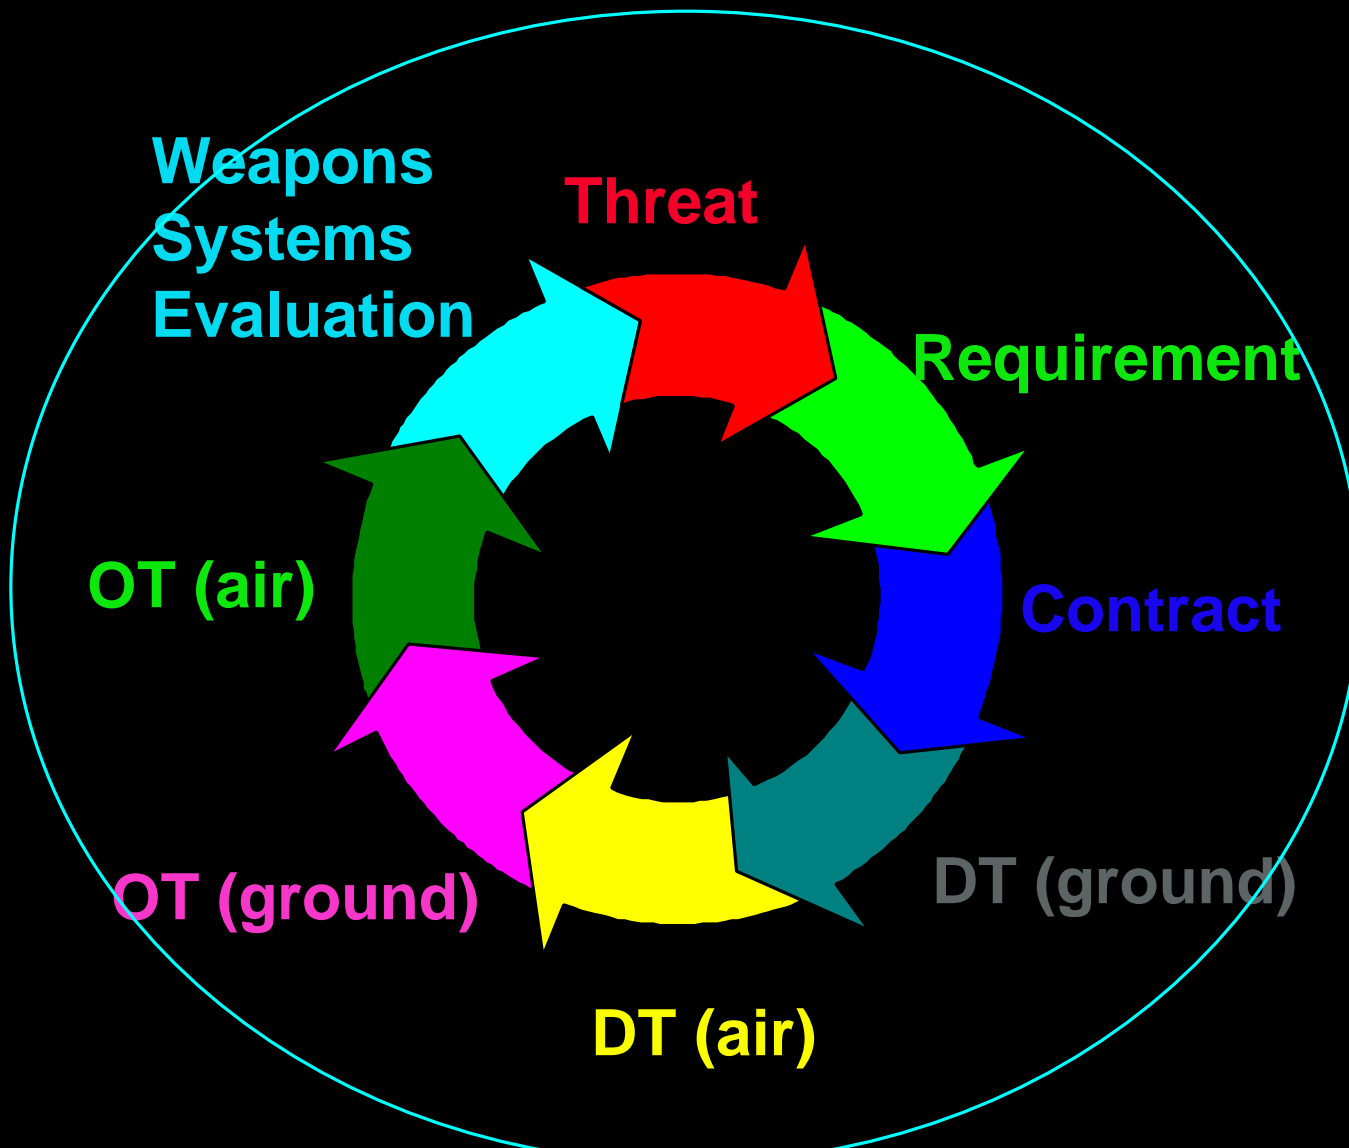 Weapons
Systems
Evaluation
Threat
Requirement
Contract
DT (ground)
DT (air)
OT (ground)
OT (air)